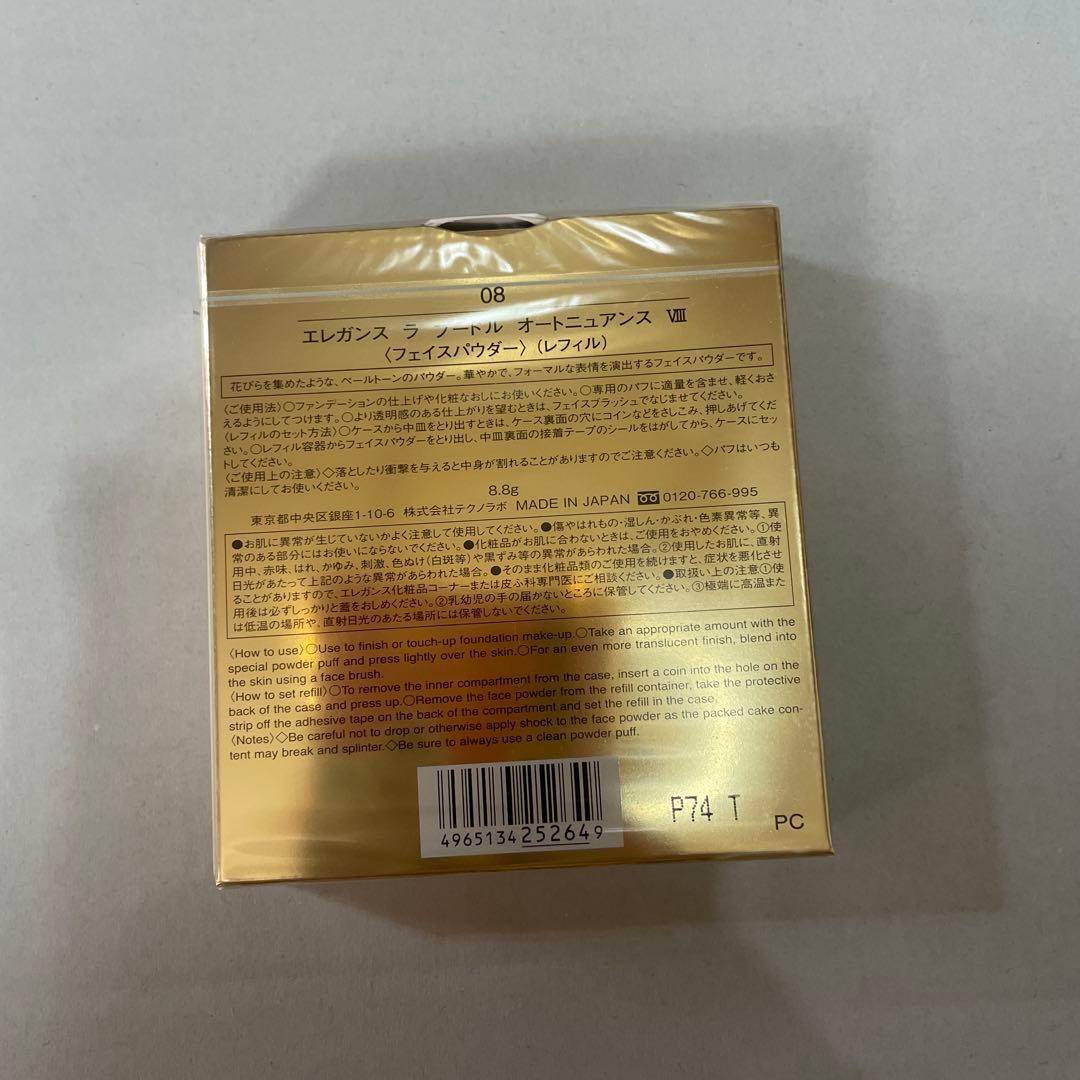 08
エレガンス ラ プードル オートニュアンス Ⅷ
〈フェイスパウダー〉(レフィル)
花びらを集めたような、ペールトーンのパウダー。華やかで、フォーマルな表情を演出するフェイスパウダーです。
〈ご使用法〉○ファンデーションの仕上げや化粧なおしにお使いください。○専用のパフに適量を含ませ、軽くおさ
えるようにしてつけます。○より透明感のある仕上がりを望むときは、フェイスブラッシュでなじませてください。
〈レフィルのセット方法〉○ケースから中皿をとり出すときは、ケース裏面の穴にコインなどをさしこみ、押しあげてくだ
さい。○レフィル容器からフェイスパウダーをとり出し、中皿裏面の接着テープのシールをはがしてから、ケースにセッ
トしてください。
〈ご使用上の注意〉◇落としたり衝撃を与えると中身が割れることがありますのでご注意ください。◇パフはいつも
清潔にしてお使いください。
8.8g
東京都中央区銀座1-10-6 株式会社テクノラボ MADE IN JAPAN 0120-766-995
●お肌に異常が生じていないかよく注意して使用してください。●傷やはれもの・湿しん・かぶれ・色素異常等、異
常のある部分にはお使いにならないでください。●化粧品がお肌に合わないときは、ご使用をおやめください。①使
用中、赤味、はれ、かゆみ、刺激、色ぬけ(白斑等)や黒ずみ等の異常があらわれた場合。②使用したお肌に、直射
日光があたって上記のような異常があらわれた場合。●そのまま化粧品類のご使用を続けますと、症状を悪化させ
ることがありますので、エレガンス化粧品コーナーまたは皮ふ科専門医にご相談ください。●取扱い上の注意①使
用後は必ずしっかりと蓋をおしめください。②乳幼児の手の届かないところに保管してください。③極端に高温また
は低温の場所や、直射日光のあたる場所には保管しないでください。
〈How to use〉○Use to finish or touch-up foundation make-up.○Take an appropriate amount with the
special powder puff and press lightly over the skin.○For an even more translucent finish, blend into
the skin using a face brush.
〈How to set refill〉○To remove the inner compartment from the case, insert a coin into the hole on the
back of the case and press up.○Remove the face powder from the refill container, take the protective
strip off the adhesive tape on the back of the compartment and set the refill in the case.
〈Notes〉◇Be careful not to drop or otherwise apply shock to the face powder as the packed cake con-
tent may break and splinter.◇Be sure to always use a clean powder puff.
4965134252649
P74 T
PC